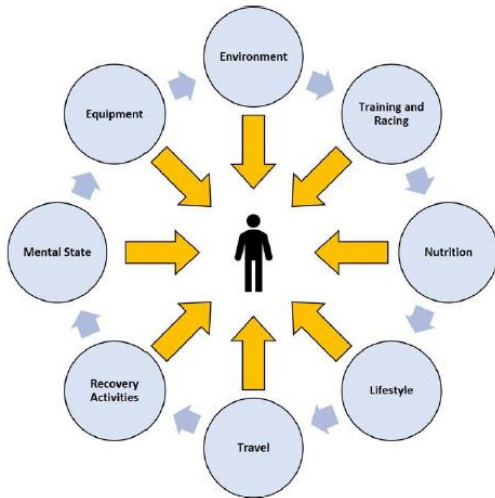 Environment
Training and
Racing
Nutrition
Lifestyle
Travel
Recovery
Activities
Mental State
Equipment